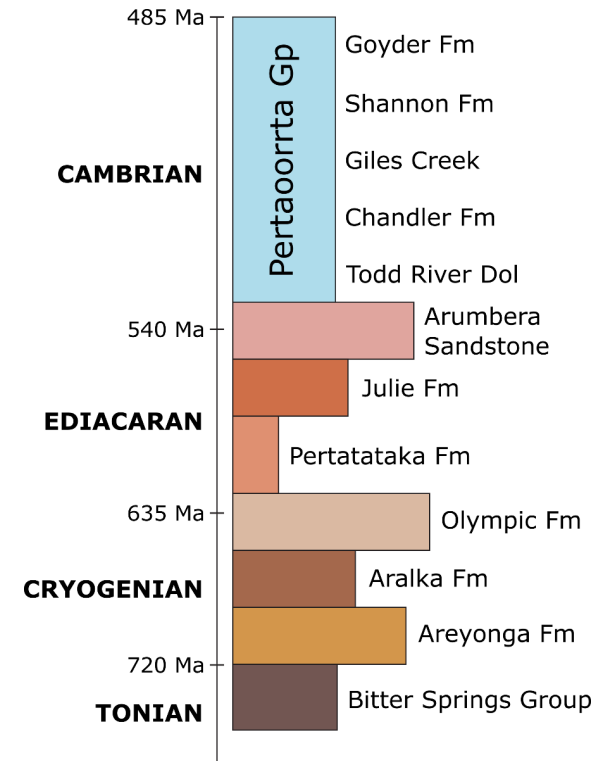 485 Ma
Goyder Fm
Pertaoorrta Gp
Shannon Fm
Giles Creek
CAMBRIAN
Chandler Fm
Todd River Dol
Arumbera
Sandstone
540 Ma
Julie Fm
EDIACARAN
Pertatataka Fm
635 Ma
Olympic Fm
Aralka Fm
CRYOGENIAN
Areyonga Fm
720 Ma
Bitter Springs Group
TONIAN